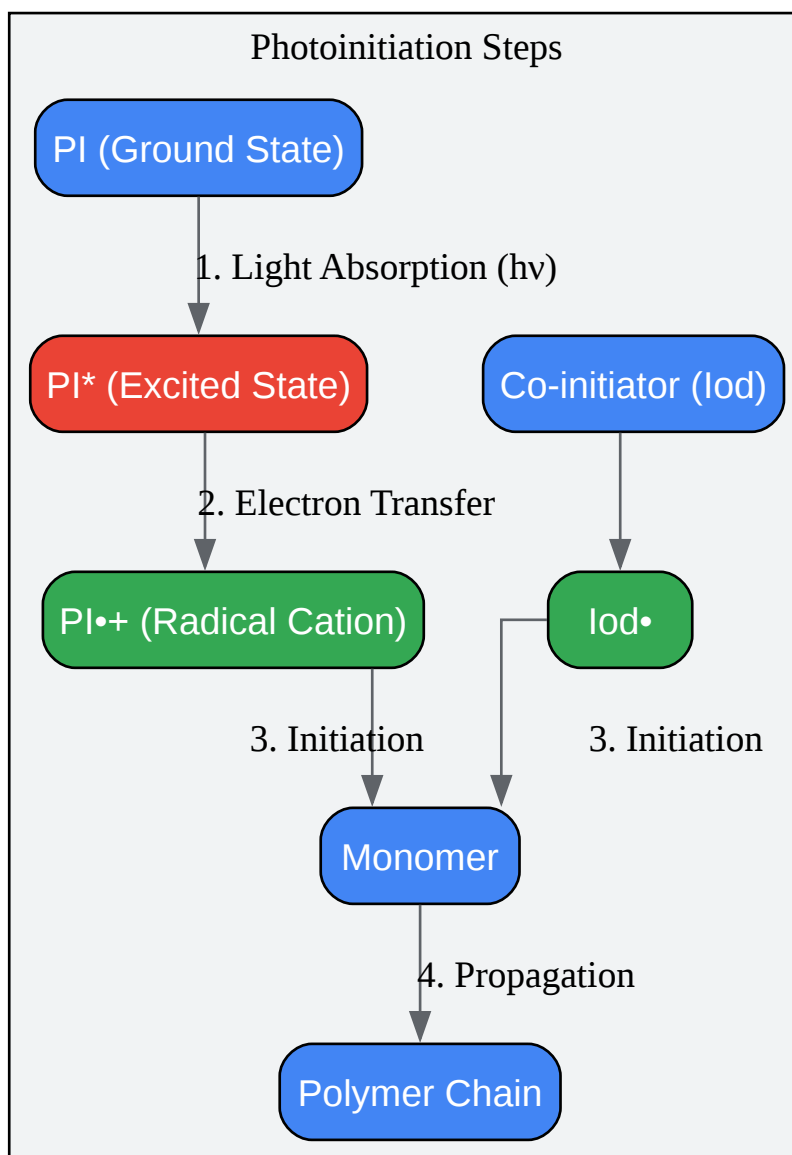 Photoinitiation Steps
PI (Ground State)
1. Light Absorption (hν)
PI* (Excited State)
Co-initiator (Iod)
2. Electron Transfer
PI•+ (Radical Cation)
Iod•
3. Initiation
3. Initiation
Monomer
4. Propagation
Polymer Chain